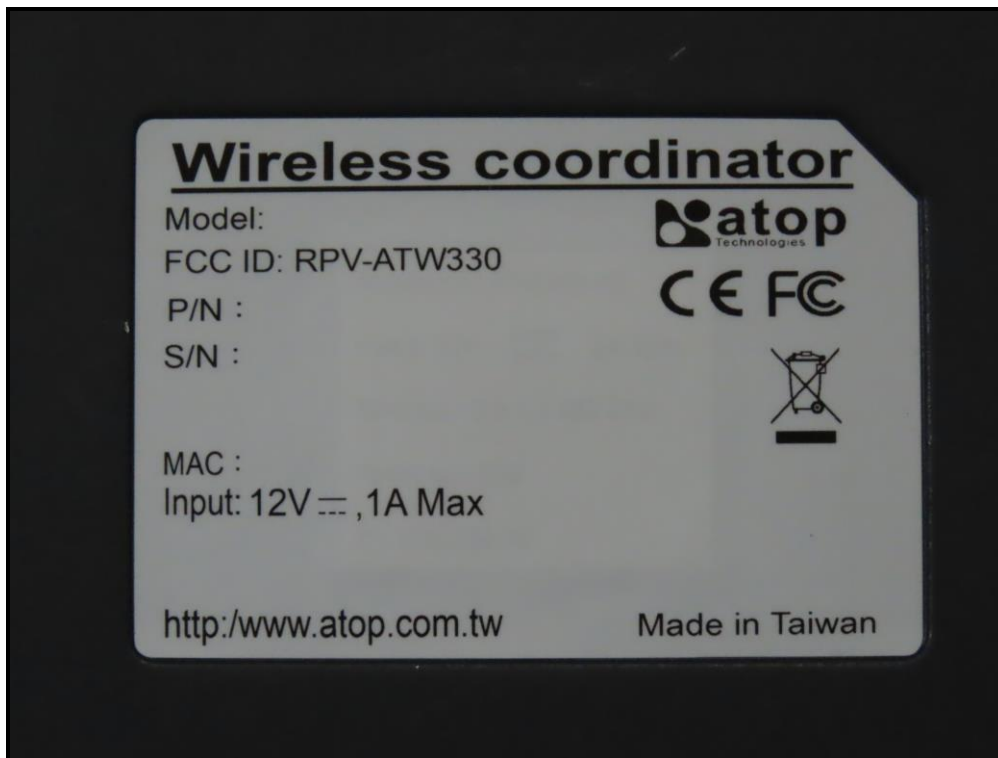 Wireless coordinator
Model:
atop
Technologies
FCC ID: RPV-ATW330
CE FC
P/N :
S/N :
MAC :
Input: 12V ⎓ ,1A Max
http:/www.atop.com.tw
Made in Taiwan